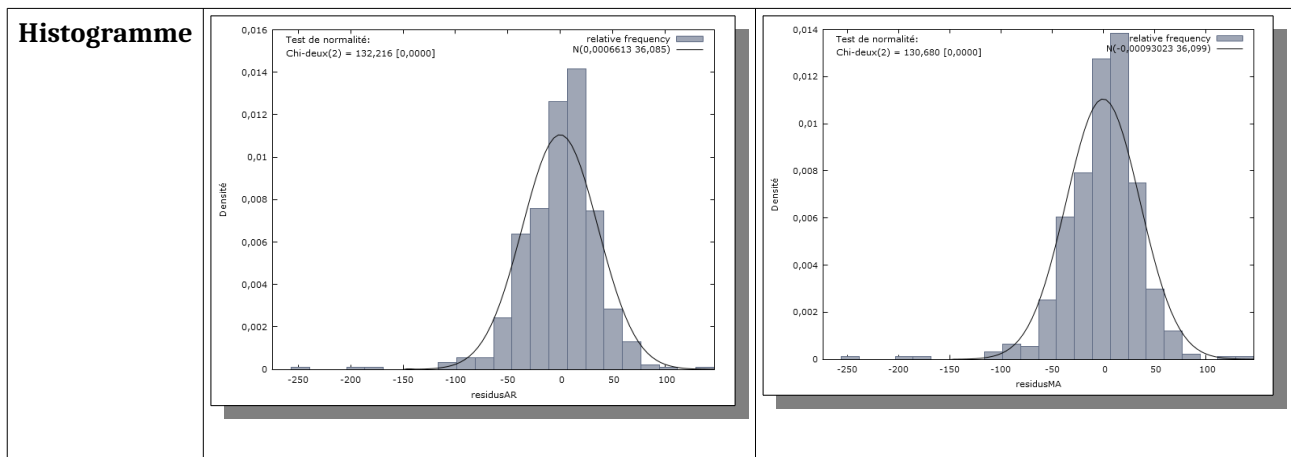 Histogramme
Test de normalité:
Chi-deux(2) = 132,216 [0,0000]
relative frequency
N(0,0006613 36,085)
0,016
0,014
0,012
0,01
0,008
0,006
0,004
0,002
0
Densité
-250 -200 -150 -100 -50 0 50 100
residusAR
Test de normalité:
Chi-deux(2) = 130,680 [0,0000]
relative frequency
N(-0,00093023 36,099)
0,014
0,012
0,01
0,008
0,006
0,004
0,002
0
Densité
-250 -200 -150 -100 -50 0 50 100
residusMA